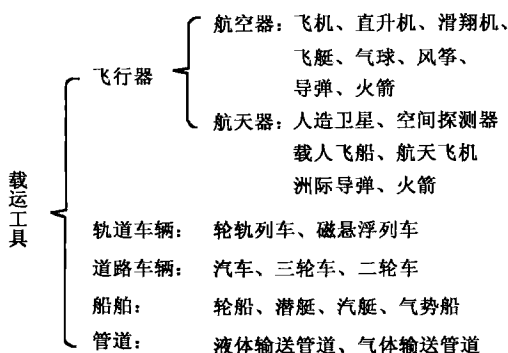 航空器：飞机、直升机、滑翔机、
飞艇、气球、风筝、
飞行器
导弹、火箭
航天器：人造卫星、空间探测器
载人飞船、航天飞机
洲际导弹、火箭
载运工具
轨道车辆：轮轨列车、磁悬浮列车
道路车辆：汽车、三轮车、二轮车
船舶：轮船、潜艇、汽艇、气势船
管道：液体输送管道、气体输送管道